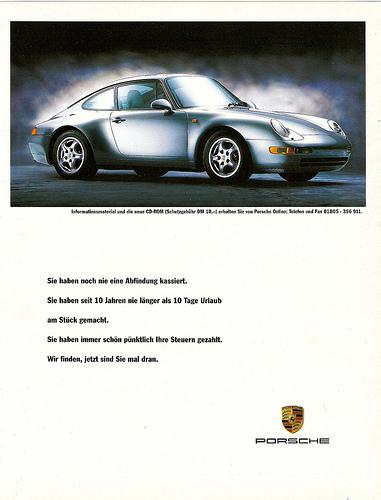 Informationsmaterial und die neue CD-ROM (Schutzgebühr DM 10,–) erhalten Sie von Porsche Online: Telefon und Fax 01805 - 356 911.
Sie haben noch nie eine Abfindung kassiert.
Sie haben seit 10 Jahren nie länger als 10 Tage Urlaub
am Stück gemacht.
Sie haben immer schön pünktlich Ihre Steuern gezahlt.
Wir finden, jetzt sind Sie mal dran.
PORSCHE